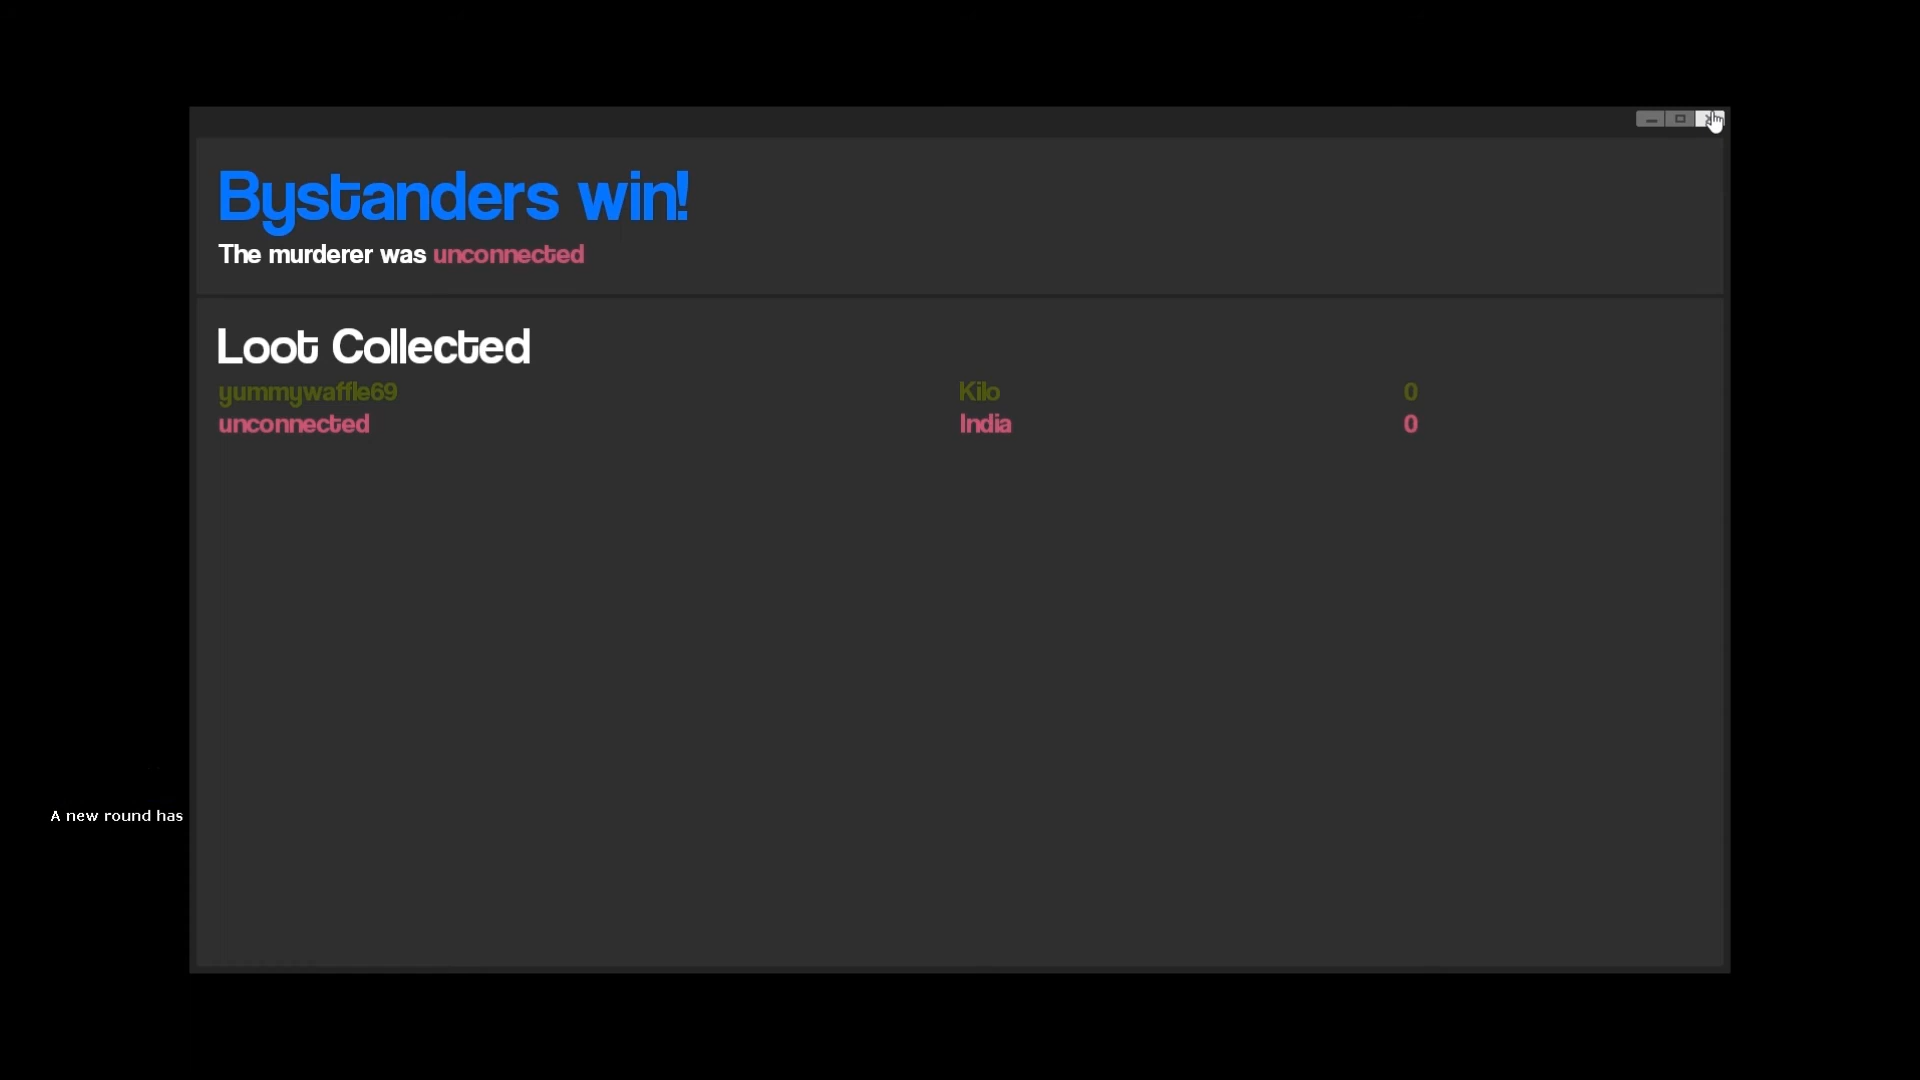 Bystanders win!
The murderer was unconnected
Loot Collected
yummywaffle69 Kilo 0
unconnected India 0
A new round has